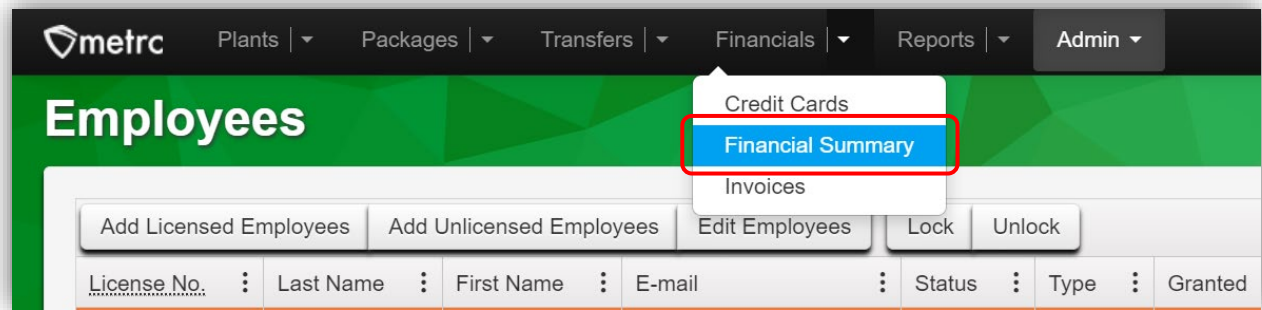 metrc Plants | Packages | Transfers | Financials | Reports | Admin
Credit Cards
Employees
Financial Summary
Invoices
Add Licensed Employees Add Unlicensed Employees Edit Employees Lock Unlock
License No. Last Name First Name E-mail Status Type Granted